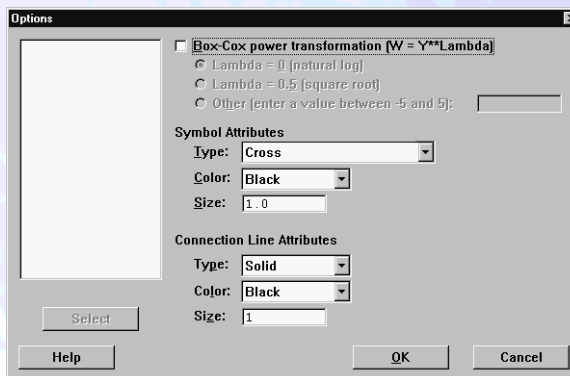 Options
Box-Cox power transformation (W = Y**Lambda)
Lambda = 0 (natural log)
Lambda = 0.5 (square root)
Other (enter a value between -5 and 5):
Symbol Attributes
Type: Cross
Color: Black
Size: 1.0
Connection Line Attributes
Type: Solid
Color: Black
Size: 1
Select
Help OK Cancel